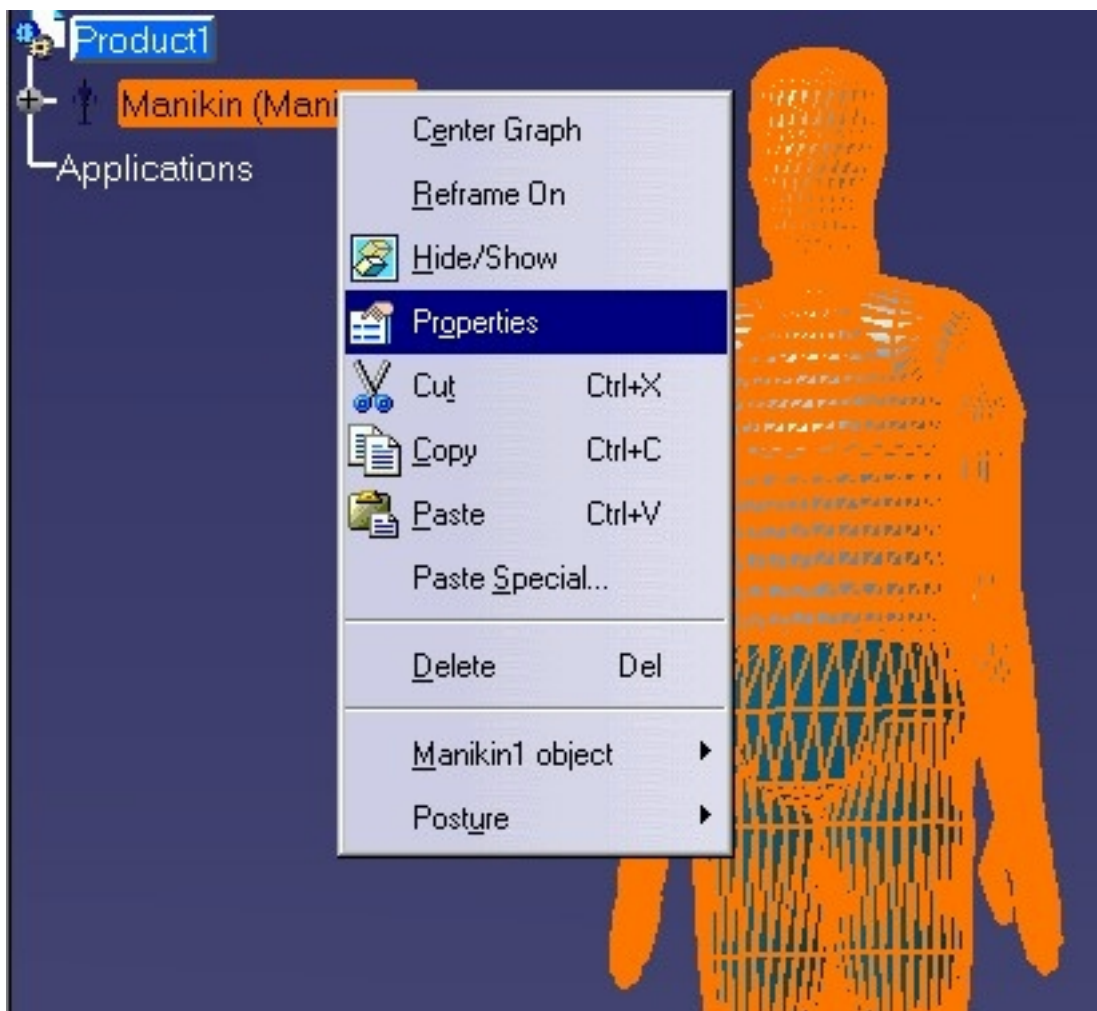 Product1
Manikin (Mani
Applications
Center Graph
Reframe On
Hide/Show
Properties
Cut Ctrl+X
Copy Ctrl+C
Paste Ctrl+V
Paste Special...
Delete Del
Manikin1 object
Posture